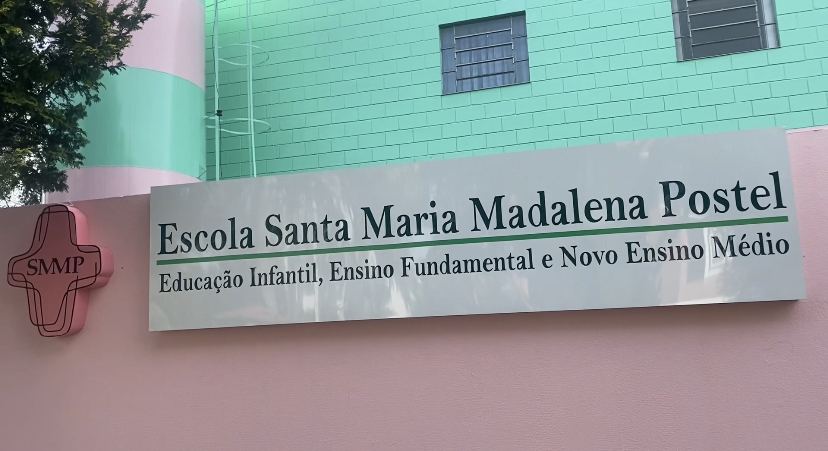 Escola Santa Maria Madalena Postel
Educação Infantil, Ensino Fundamental e Novo Ensino Médio
SMMP